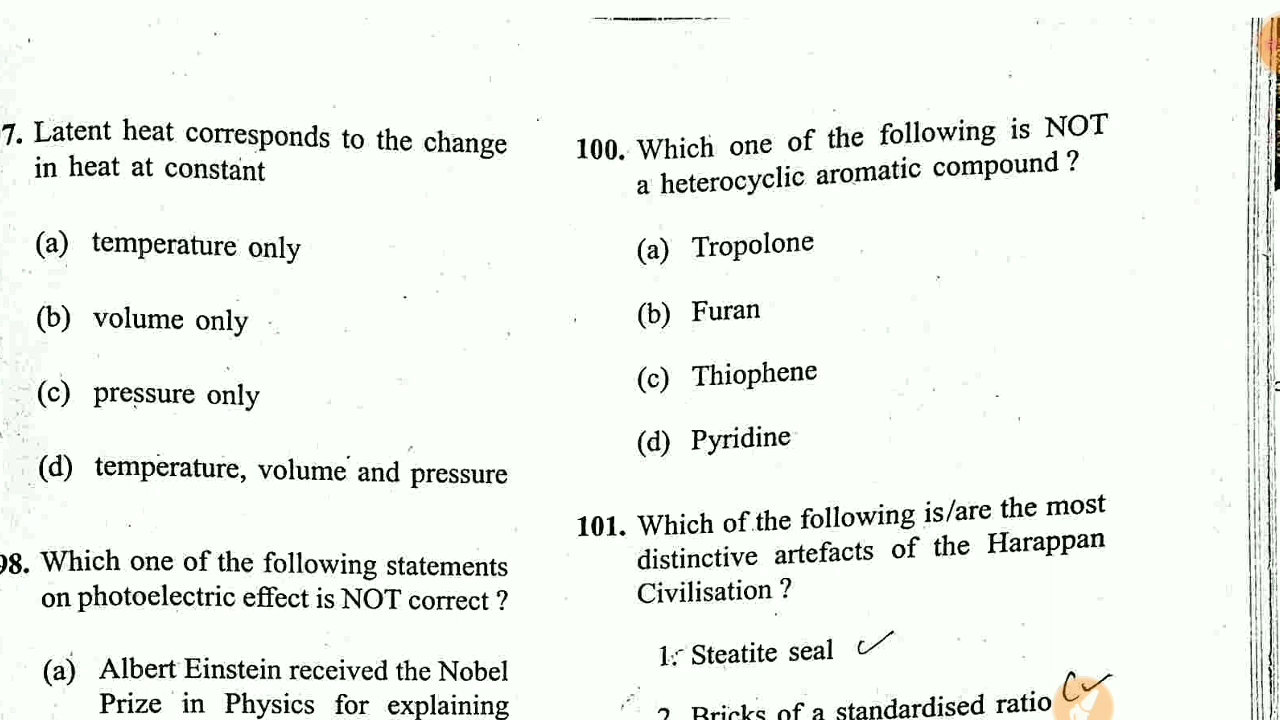 7. Latent heat corresponds to the change
in heat at constant
(a) temperature only
(b) volume only
(c) pressure only
(d) temperature, volume and pressure
98. Which one of the following statements
on photoelectric effect is NOT correct ?
(a) Albert Einstein received the Nobel
Prize in Physics for explaining
100. Which one of the following is NOT
a heterocyclic aromatic compound ?
(a) Tropolone
(b) Furan
(c) Thiophene
(d) Pyridine
101. Which of the following is/are the most
distinctive artefacts of the Harappan
Civilisation ?
1. Steatite seal
2. Bricks of a standardised ratio